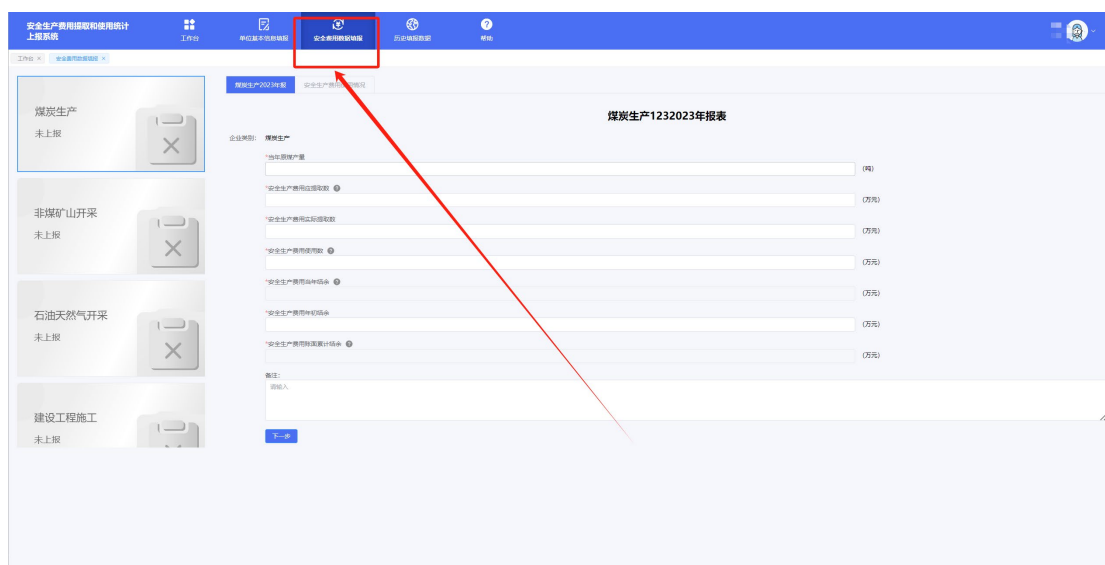 安全生产费用提取和使用统计
上报系统
工作台
单位基本信息填报
安全费用数据填报
历史填报数据
帮助
工作台 ×
安全费用数据填报 ×
煤炭生产
未上报
非煤矿山开采
未上报
石油天然气开采
未上报
建设工程施工
未上报
煤炭生产2023年报
安全生产费用
情况
煤炭生产1232023年报表
企业类别： 煤炭生产
*当年原煤产量
(吨)
*安全生产费用应提取数
(万元)
*安全生产费用实际提取数
(万元)
*安全生产费用使用数
(万元)
*安全生产费用当年结余
(万元)
*安全生产费用年初结余
(万元)
*安全生产费用账面累计结余
(万元)
备注：
请输入
下一步